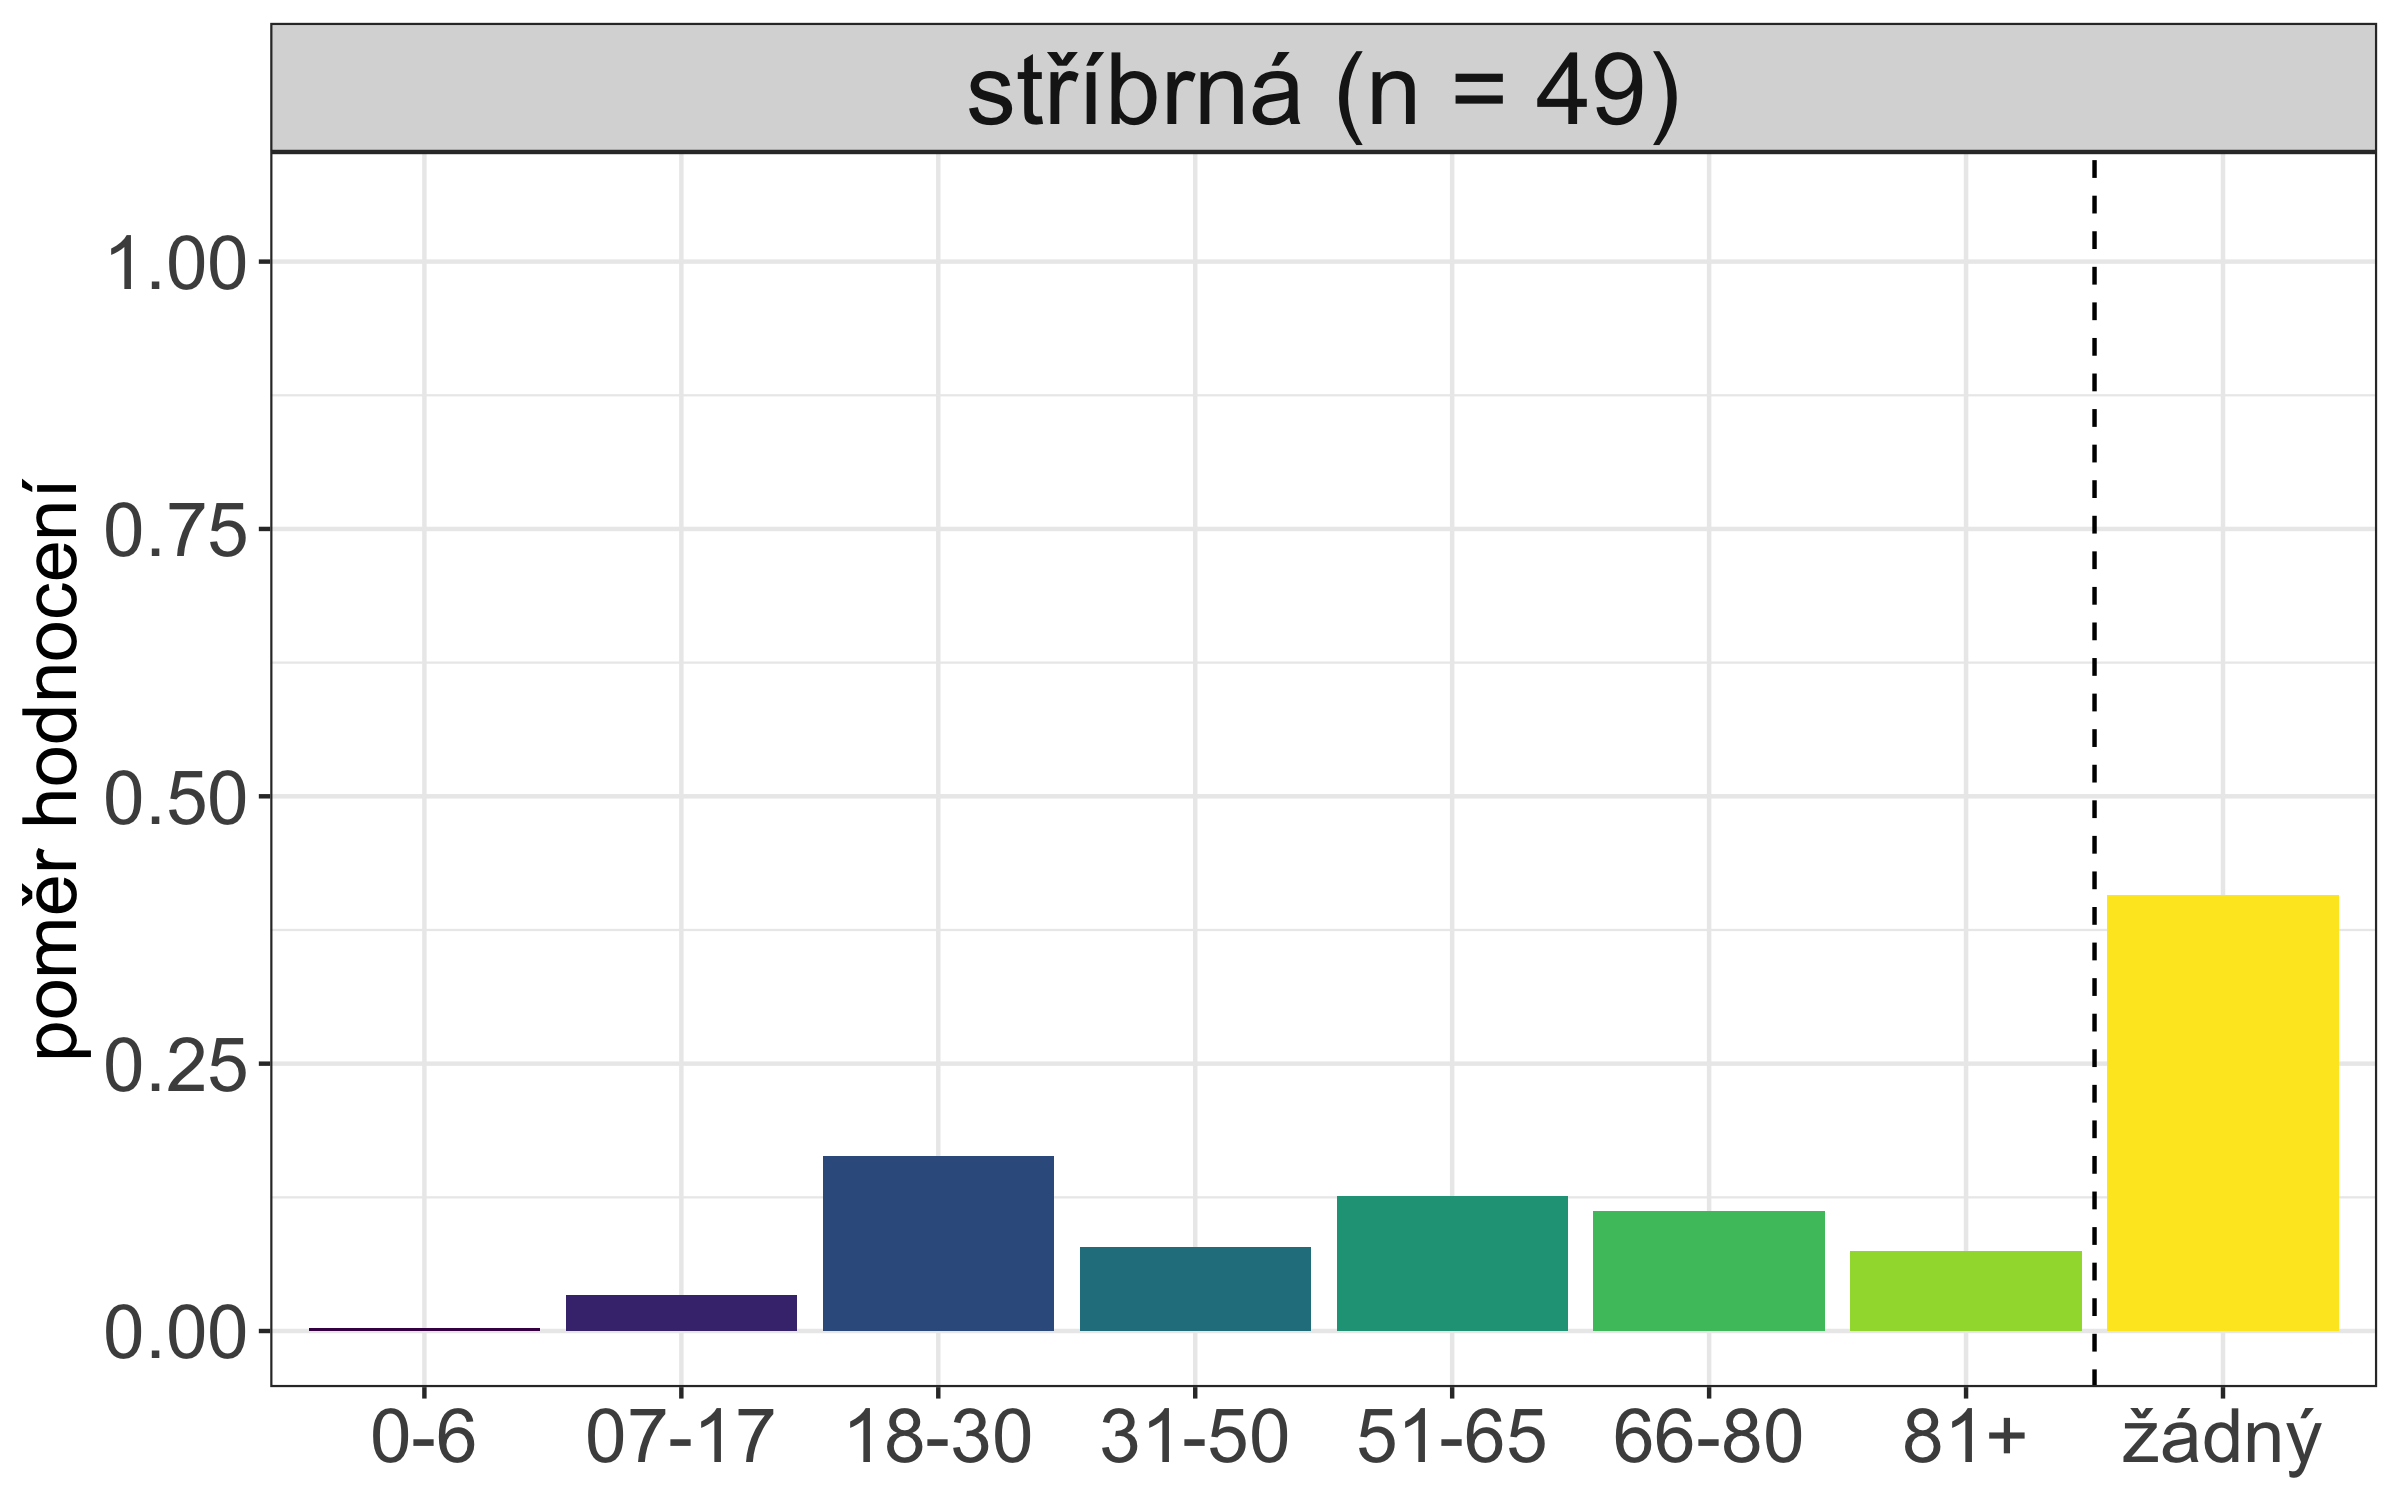 stříbrná (n = 49)
poměr hodnocení
1.00
0.75
0.50
0.25
0.00
0-6 07-17 18-30 31-50 51-65 66-80 81+ žádný